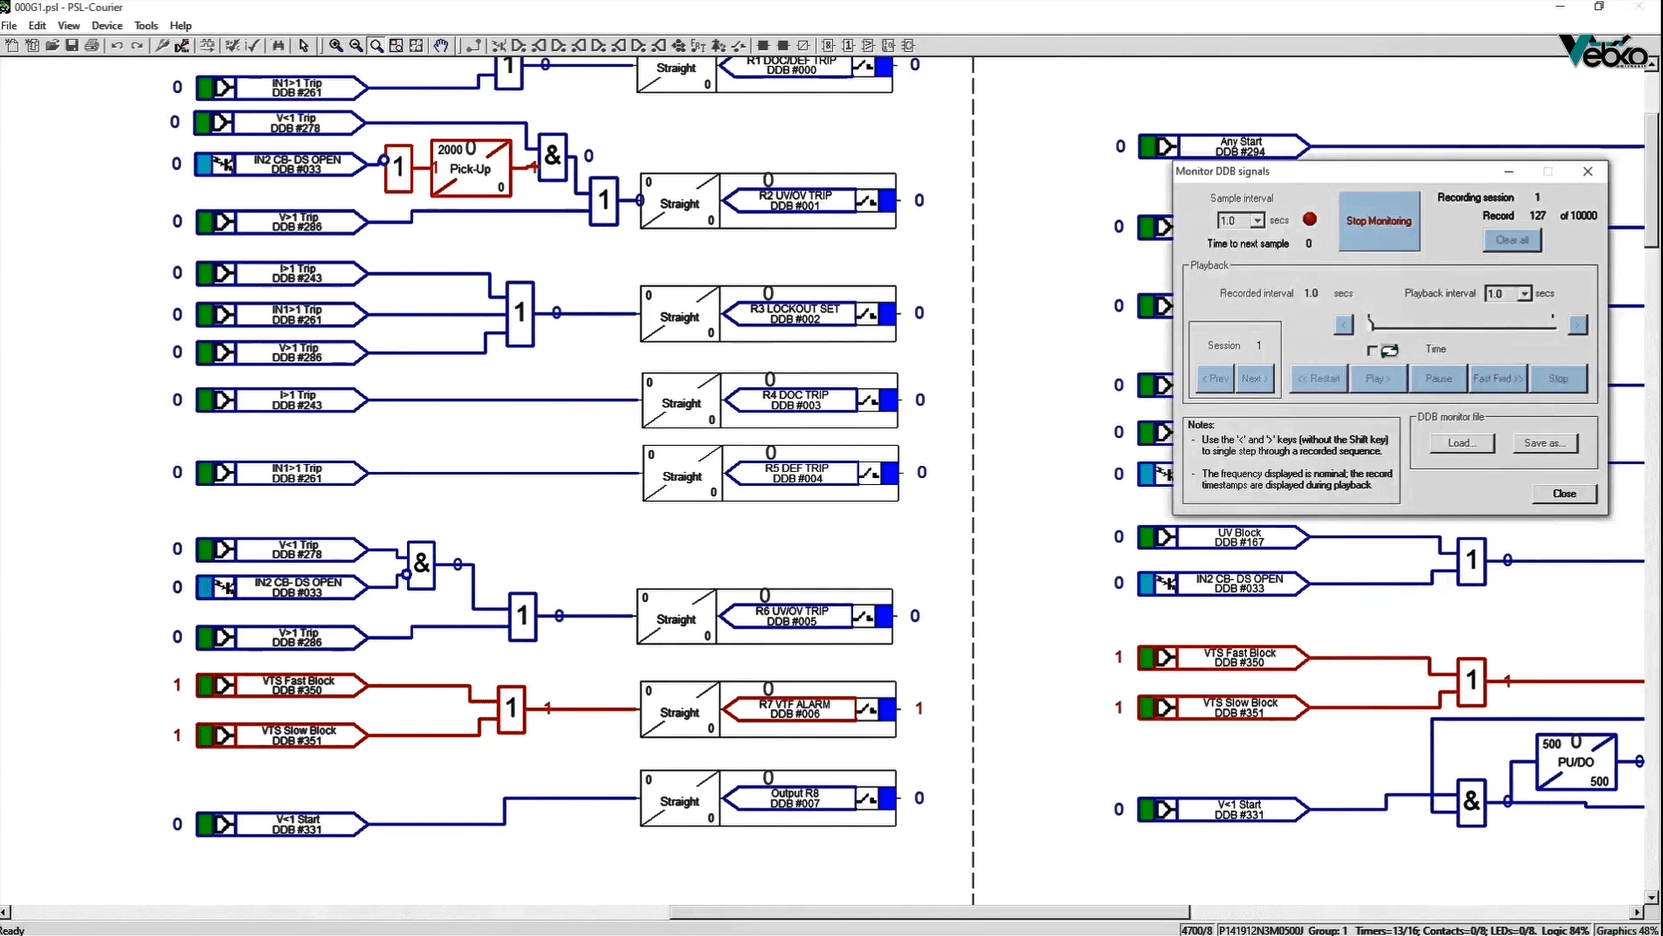 000G1.psl - PSL-Courier
File Edit View Device Tools Help
Vebko
0 IN1>1 Trip
DDB #261
1 0
Straight 0
R1 DOC/DEF TRIP
DDB #000
0
0 V<1 Trip
DDB #278
0 IN2 CB- DS OPEN
DDB #033
1 1
2000 0
Pick-Up
0
1
& 0
0 V>1 Trip
DDB #286
1 0
0 0
Straight 0
R2 UV/OV TRIP
DDB #001
0
0 I>1 Trip
DDB #243
0 IN1>1 Trip
DDB #261
0 V>1 Trip
DDB #286
1 0
0 0
Straight 0
R3 LOCKOUT SET
DDB #002
0
0 I>1 Trip
DDB #243
0 0
Straight 0
R4 DOC TRIP
DDB #003
0
0 IN1>1 Trip
DDB #261
0 0
Straight 0
R5 DEF TRIP
DDB #004
0
0 V<1 Trip
DDB #278
0 IN2 CB- DS OPEN
DDB #033
& 0
0 V>1 Trip
DDB #286
1 0
0 0
Straight 0
R6 UV/OV TRIP
DDB #005
0
1 VTS Fast Block
DDB #350
1 VTS Slow Block
DDB #351
1 1
0 0
Straight 0
R7 VTF ALARM
DDB #006
1
0 V<1 Start
DDB #331
0 0
Straight 0
Output R8
DDB #007
0
0 Any Start
DDB #294
0
0
0
0
0
Monitor DDB signals
Sample interval
1.0 secs
Time to next sample 0
Stop Monitoring
Recording session 1
Record 127 of 10000
Clear all
Playback
Recorded interval 1.0 secs
Playback interval 1.0 secs
< >
Session 1
Time
< Prev Next > << Restart Play > Pause Fast Fwd >> Stop
Notes:
- Use the '<' and '>' keys (without the Shift key)
to single step through a recorded sequence.
- The frequency displayed is nominal; the record
timestamps are displayed during playback
DDB monitor file
Load... Save as...
Close
0 UV Block
DDB #167
0 IN2 CB- DS OPEN
DDB #033
1 0
1 VTS Fast Block
DDB #350
1 VTS Slow Block
DDB #351
1 1
0 V<1 Start
DDB #331
& 0
500 0
PU/DO
500
0
Ready
4700/8 P141912N3M0500J Group: 1 Timers=13/16; Contacts=0/8; LEDs=0/8. Logic 84% Graphics 48%